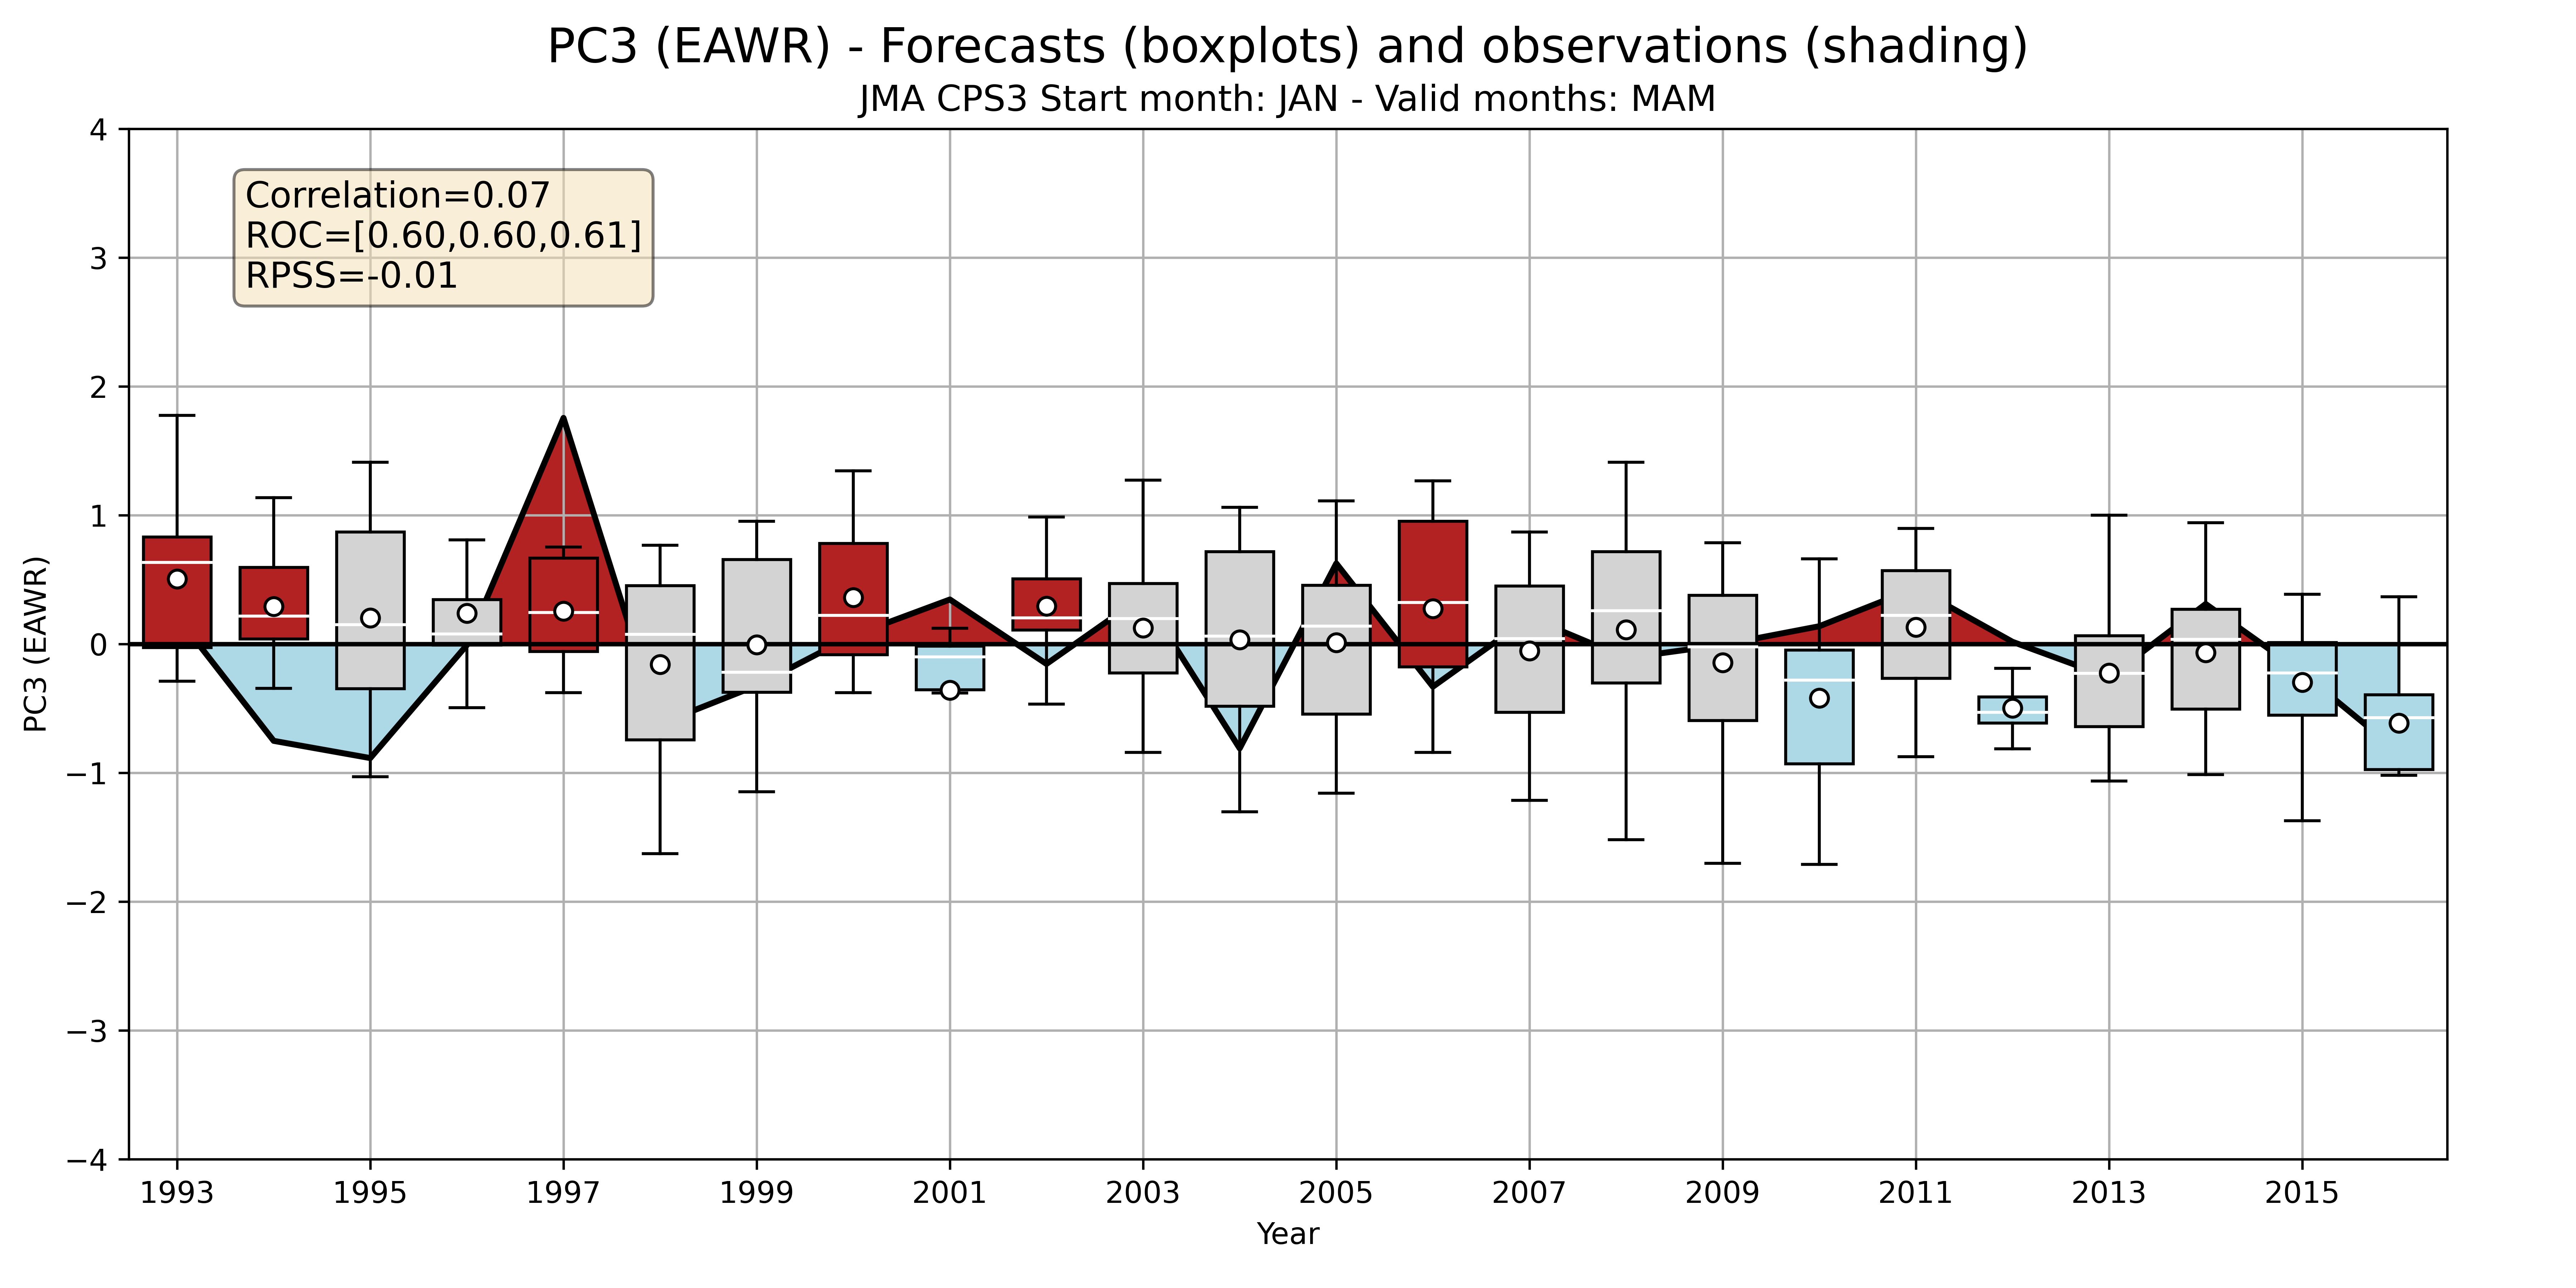 PC3 (EAWR) - Forecasts (boxplots) and observations (shading)
JMA CPS3 Start month: JAN - Valid months: MAM
Correlation=0.07
ROC=[0.60,0.60,0.61]
RPSS=-0.01
PC3 (EAWR)
4
3
2
1
0
−1
−2
−3
−4
1993 1995 1997 1999 2001 2003 2005 2007 2009 2011 2013 2015
Year